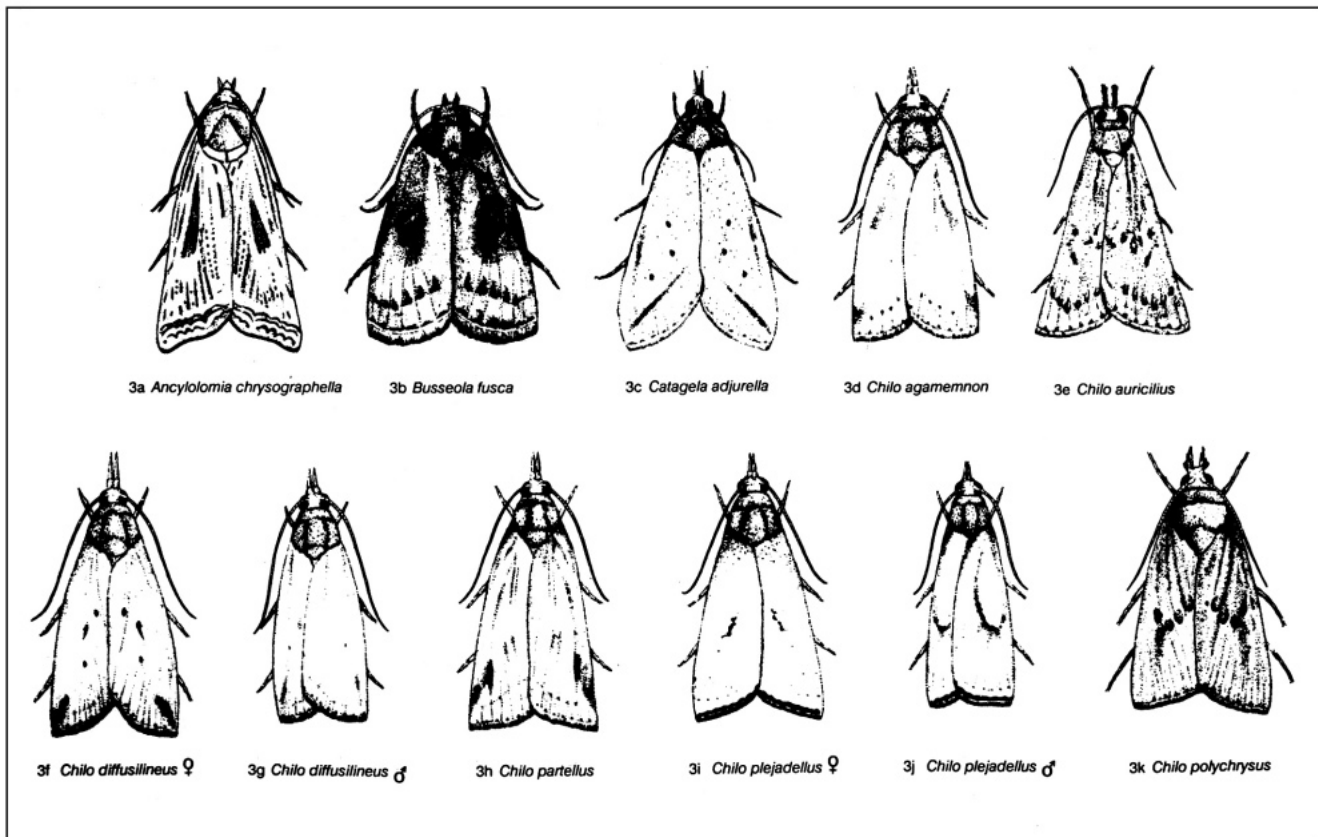 3a Ancylolomia chrysographella
3b Busseola fusca
3c Catagela adjurella
3d Chilo agamemnon
3e Chilo auricilius
3f Chilo diffusilineus ♀
3g Chilo diffusilineus ♂
3h Chilo partellus
3i Chilo plejadellus ♀
3j Chilo plejadellus ♂
3k Chilo polychrysus